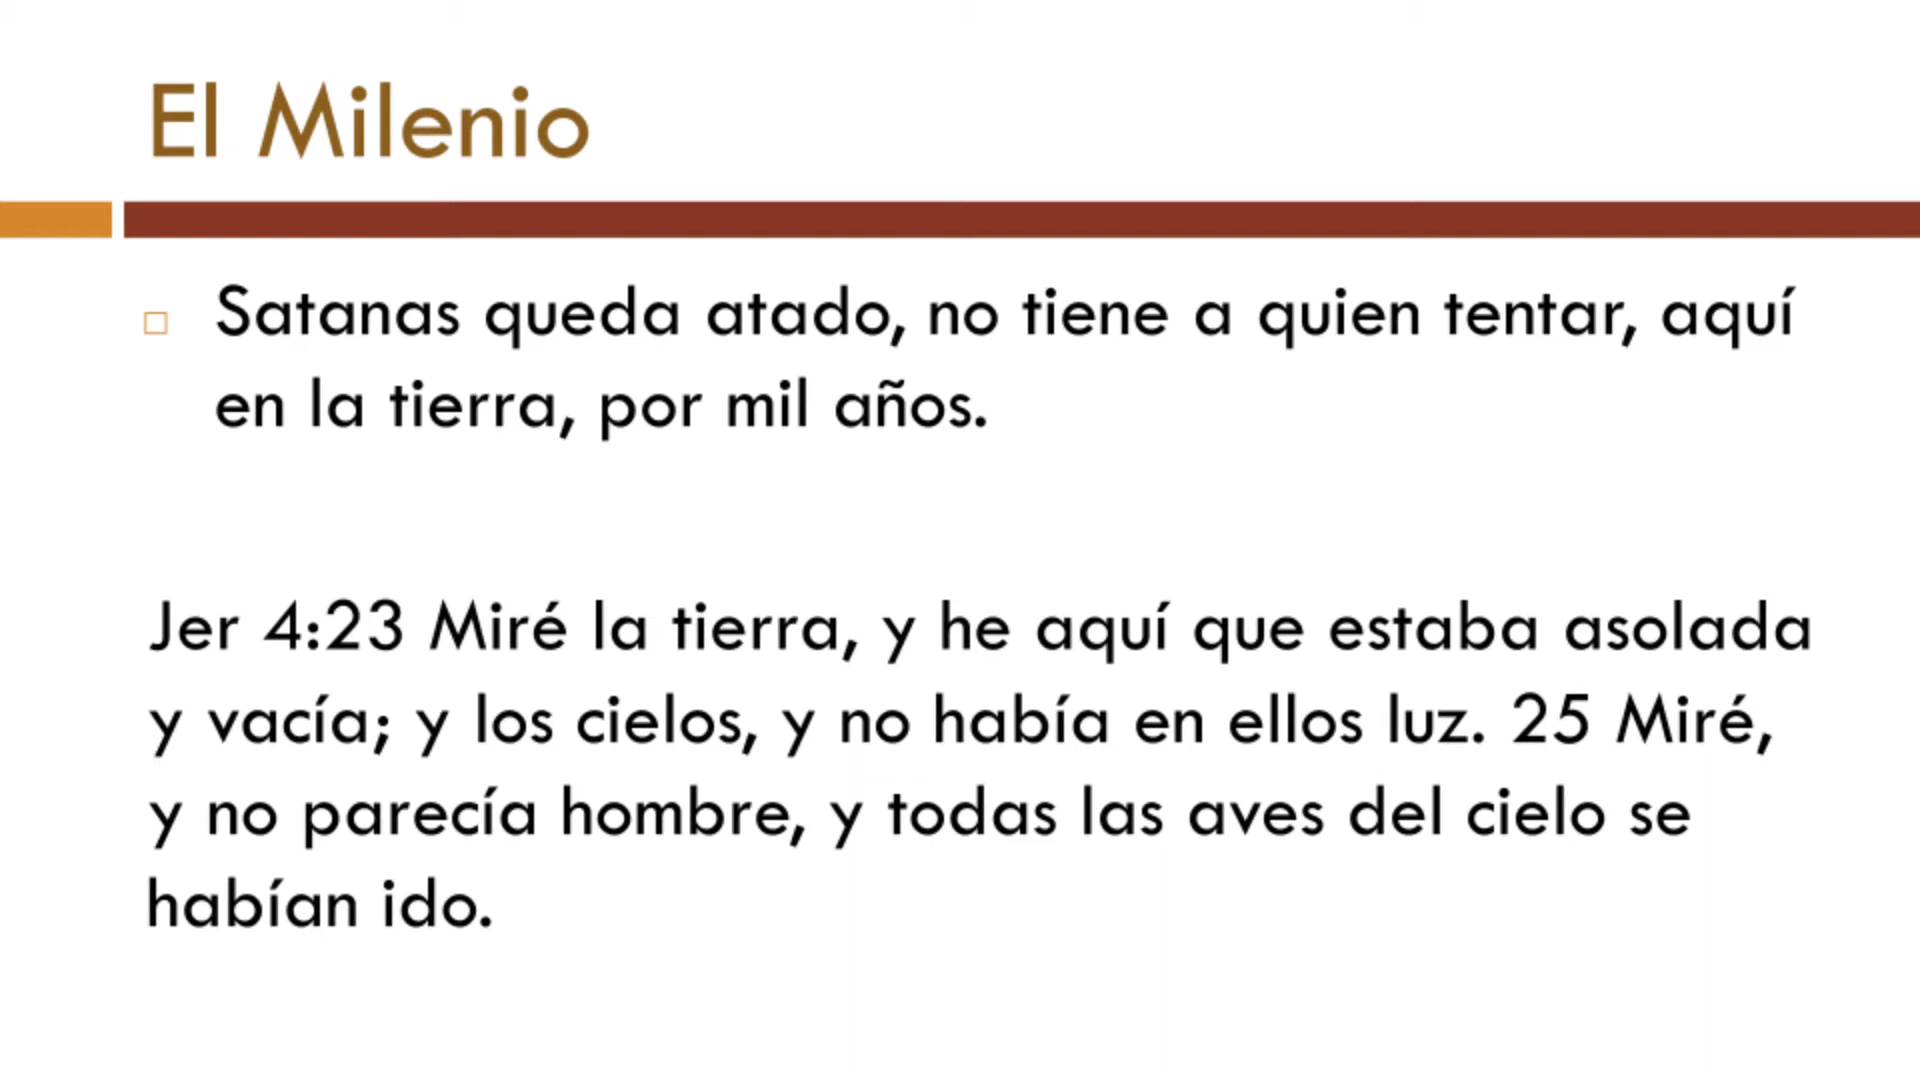 El Milenio
Satanas queda atado, no tiene a quien tentar, aquí
en la tierra, por mil años.
Jer 4:23 Miré la tierra, y he aquí que estaba asolada
y vacía; y los cielos, y no había en ellos luz. 25 Miré,
y no parecía hombre, y todas las aves del cielo se
habían ido.